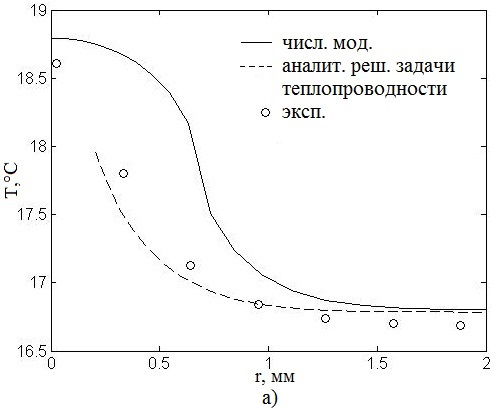 19
18.5
18
17.5
17
16.5
T,°C
числ. мод.
аналит. реш. задачи
теплопроводности
эксп.
0
0.5
1
1.5
2
r, мм
а)